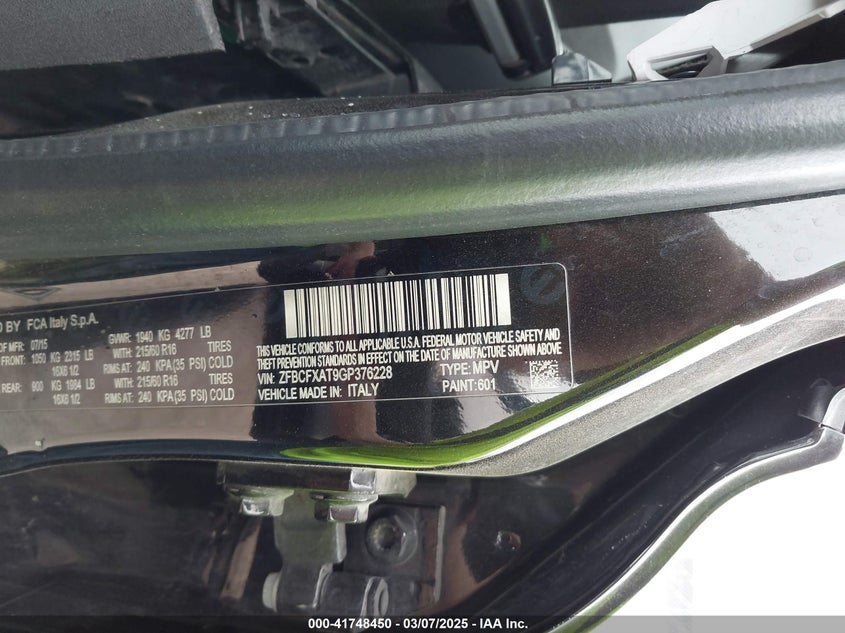 D BY FCA Italy S.p.A.
OF MFR: 07/15 GVWR: 1940 KG 4277 LB
FRONT: 1050 KG 2315 LB WITH: 215/60 R16 TIRES
16X6 1/2 RIMS AT: 240 KPA (35 PSI) COLD
REAR: 900 KG 1984 LB WITH: 215/60 R16 TIRES
16X6 1/2 RIMS AT: 240 KPA (35 PSI) COLD
THIS VEHICLE CONFORMS TO ALL APPLICABLE U.S.A. FEDERAL MOTOR VEHICLE SAFETY AND
THEFT PREVENTION STANDARDS IN EFFECT ON THE DATE OF MANUFACTURE SHOWN ABOVE.
VIN: ZFBCFXAT9GP376228 TYPE: MPV
VEHICLE MADE IN: ITALY PAINT: 601
000-41748450 - 03/07/2025 - IAA Inc.